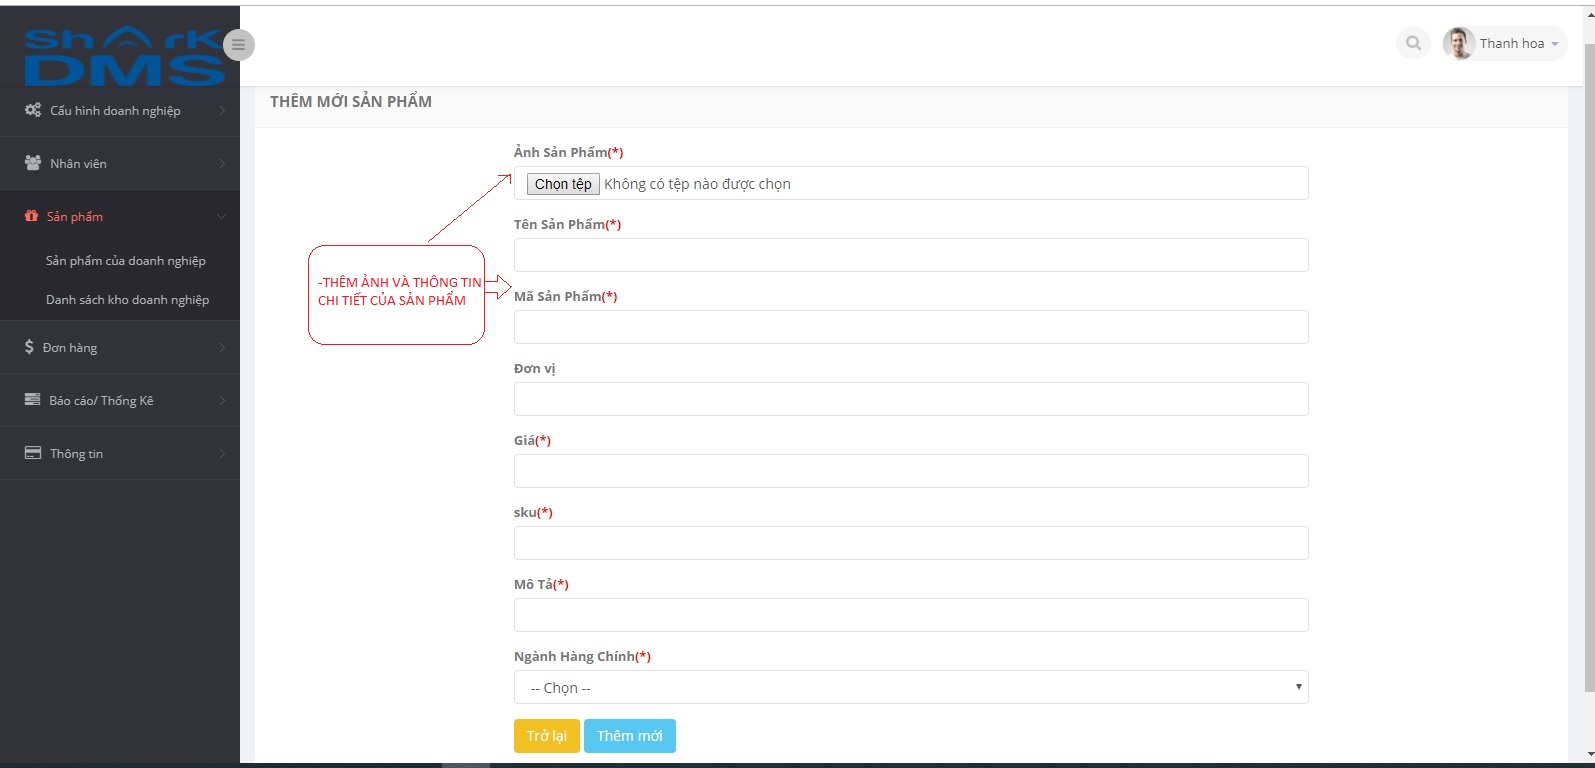 Shark
DMS
Thanh hoa
Cấu hình doanh nghiệp
Nhân viên
Sản phẩm
Sản phẩm của doanh nghiệp
Danh sách kho doanh nghiệp
Đơn hàng
Báo cáo/ Thống Kê
Thông tin
THÊM MỚI SẢN PHẨM
Ảnh Sản Phẩm(*)
Chọn tệp Không có tệp nào được chọn
Tên Sản Phẩm(*)
-THÊM ẢNH VÀ THÔNG TIN
CHI TIẾT CỦA SẢN PHẨM
Mã Sản Phẩm(*)
Đơn vị
Giá(*)
sku(*)
Mô Tả(*)
Ngành Hàng Chính(*)
-- Chọn --
Trở lại Thêm mới